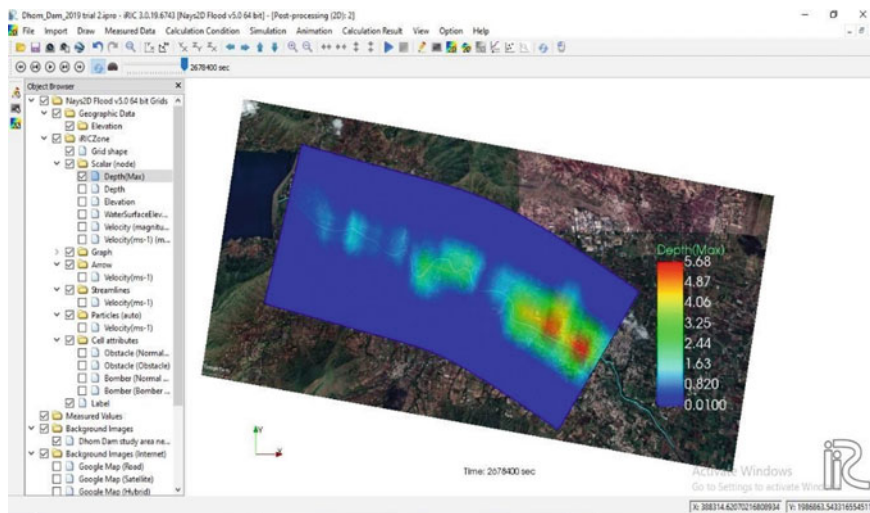 Dhom_Dam_2019 trial 2.ipro - iRIC 3.0.19.6743 [Nays2D Flood v5.0 64 bit] - [Post-processing (2D): 2]
File Import Draw Measured Data Calculation Condition Simulation Animation Calculation Result View Option Help
2678400 sec
Object Browser
Nays2D Flood v5.0 64 bit Grids
Geographic Data
Elevation
iRICZone
Grid shape
Scalar (node)
Depth(Max)
Depth
Elevation
WaterSurfaceElev...
Velocity (magnitu...
Velocity(ms-1) (m...
Graph
Arrow
Velocity(ms-1)
Streamlines
Velocity(ms-1)
Particles (auto)
Velocity(ms-1)
Cell attributes
Obstacle (Normal...
Obstacle (Obstacle)
Bomber (Normal ...
Bomber (Bomber ...
Label
Measured Values
Background Images
Dhom Dam study area ne...
Background Images (Internet)
Google Map (Road)
Google Map (Satellite)
Google Map (Hybrid)
Depth(Max)
5.68
4.87
4.06
3.25
2.44
1.63
0.820
0.0100
Y
X
Time: 2678400 sec
iRIC
Activate Windows
Go to Settings to activate Windows
X: 388314.62070216808934 Y: 1986863.543316554511